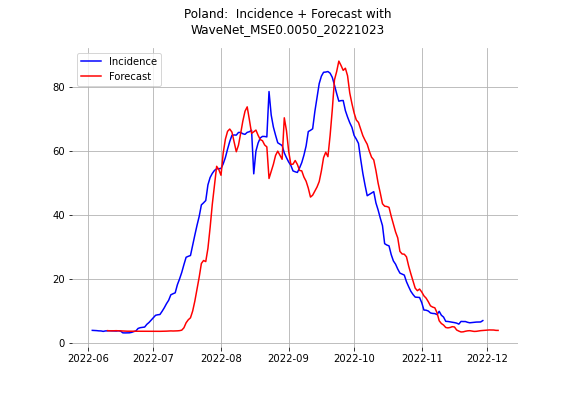 Poland:  Incidence + Forecast with
WaveNet_MSE0.0050_20221023
Incidence
Forecast
80
60
40
20
0
2022-06 2022-07 2022-08 2022-09 2022-10 2022-11 2022-12